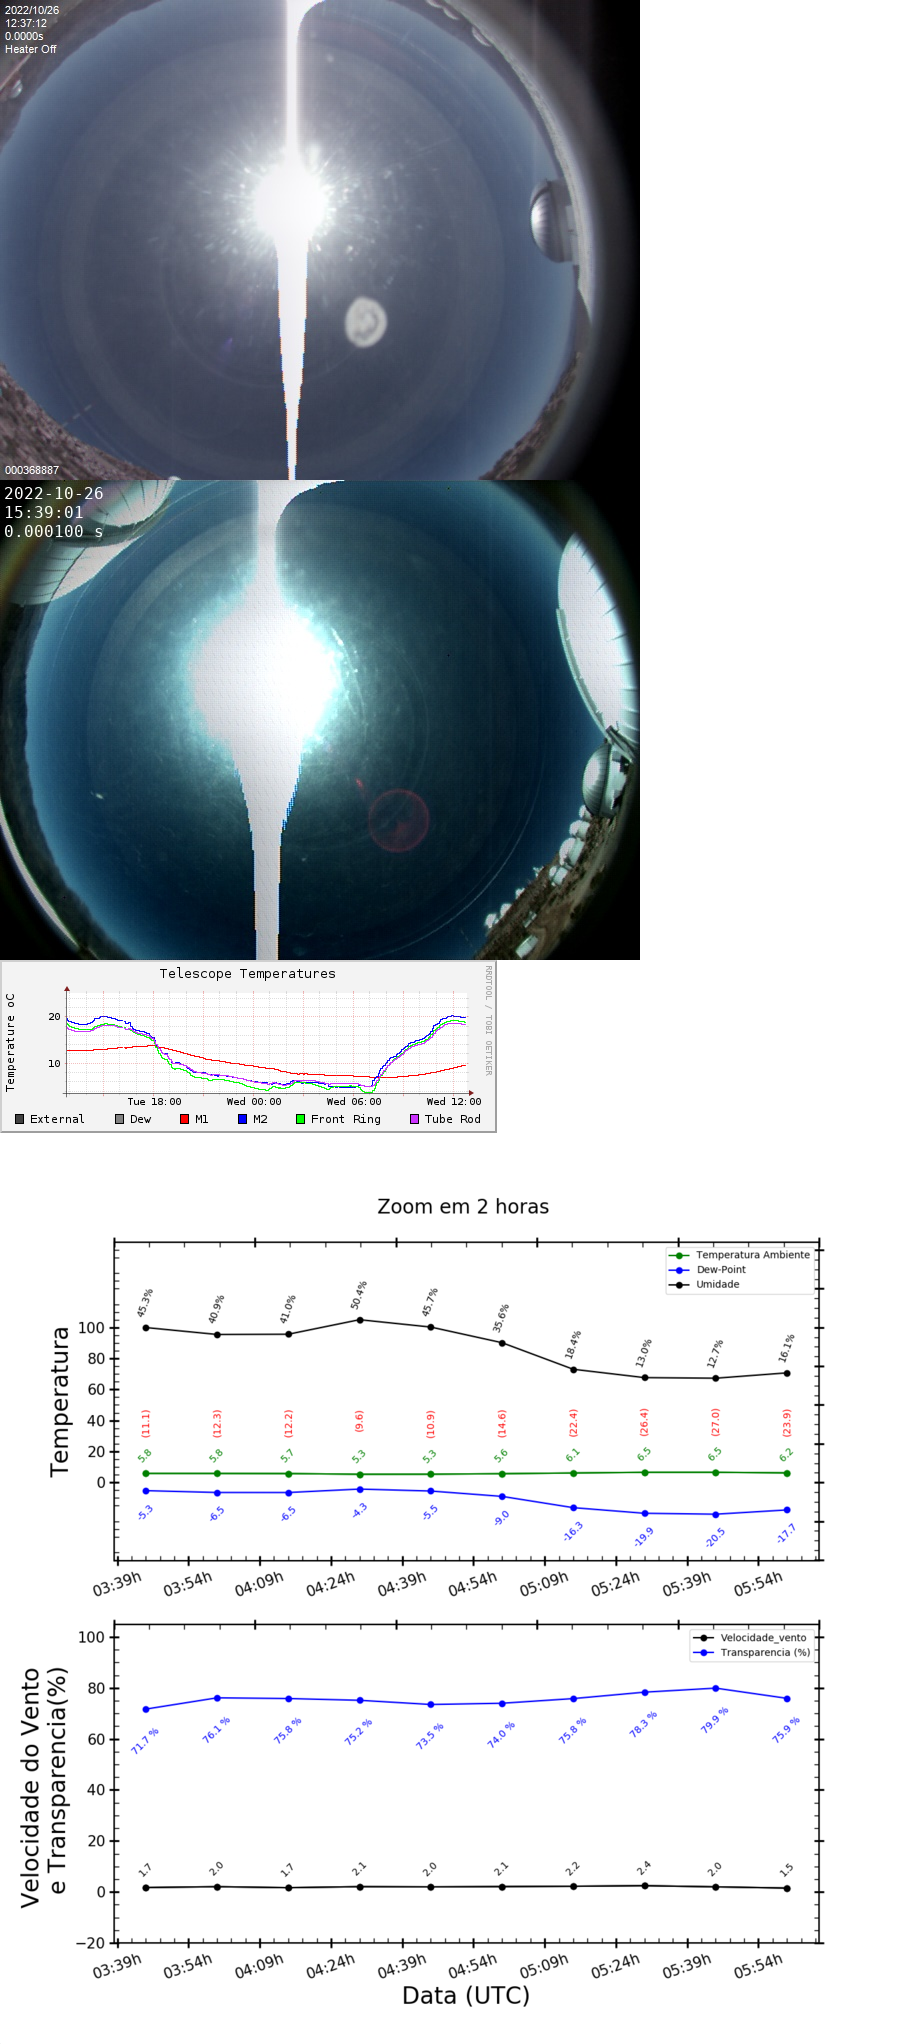 2022/10/26
12:37:12
0.0000s
Heater Off
000368887
2022-10-26
15:39:01
0.000100 s
Telescope Temperatures
RRDTOOL / TOBI OETIKER
Temperature oC
20
10
Tue 18:00 Wed 00:00 Wed 06:00 Wed 12:00
External Dew M1 M2 Front Ring Tube Rod
Zoom em 2 horas
Temperatura Ambiente
Dew-Point
Umidade
Temperatura
100
80
60
40
20
0
45.3% 40.9% 41.0% 50.4% 45.7% 35.6% 18.4% 13.0% 12.7% 16.1%
(11.1) (12.3) (12.2) (9.6) (10.9) (14.6) (22.4) (26.4) (27.0) (23.9)
5.8 5.8 5.7 5.3 5.3 5.6 6.1 6.5 6.5 6.2
-5.3 -6.5 -6.5 -4.3 -5.5 -9.0 -16.3 -19.9 -20.5 -17.7
03:39h 03:54h 04:09h 04:24h 04:39h 04:54h 05:09h 05:24h 05:39h 05:54h
Velocidade_vento
Transparencia (%)
Velocidade do Vento
e Transparencia(%)
100
80
60
40
20
0
−20
71.7 % 76.1 % 75.8 % 75.2 % 73.5 % 74.0 % 75.8 % 78.3 % 79.9 % 75.9 %
1.7 2.0 1.7 2.1 2.0 2.1 2.2 2.4 2.0 1.5
03:39h 03:54h 04:09h 04:24h 04:39h 04:54h 05:09h 05:24h 05:39h 05:54h
Data (UTC)